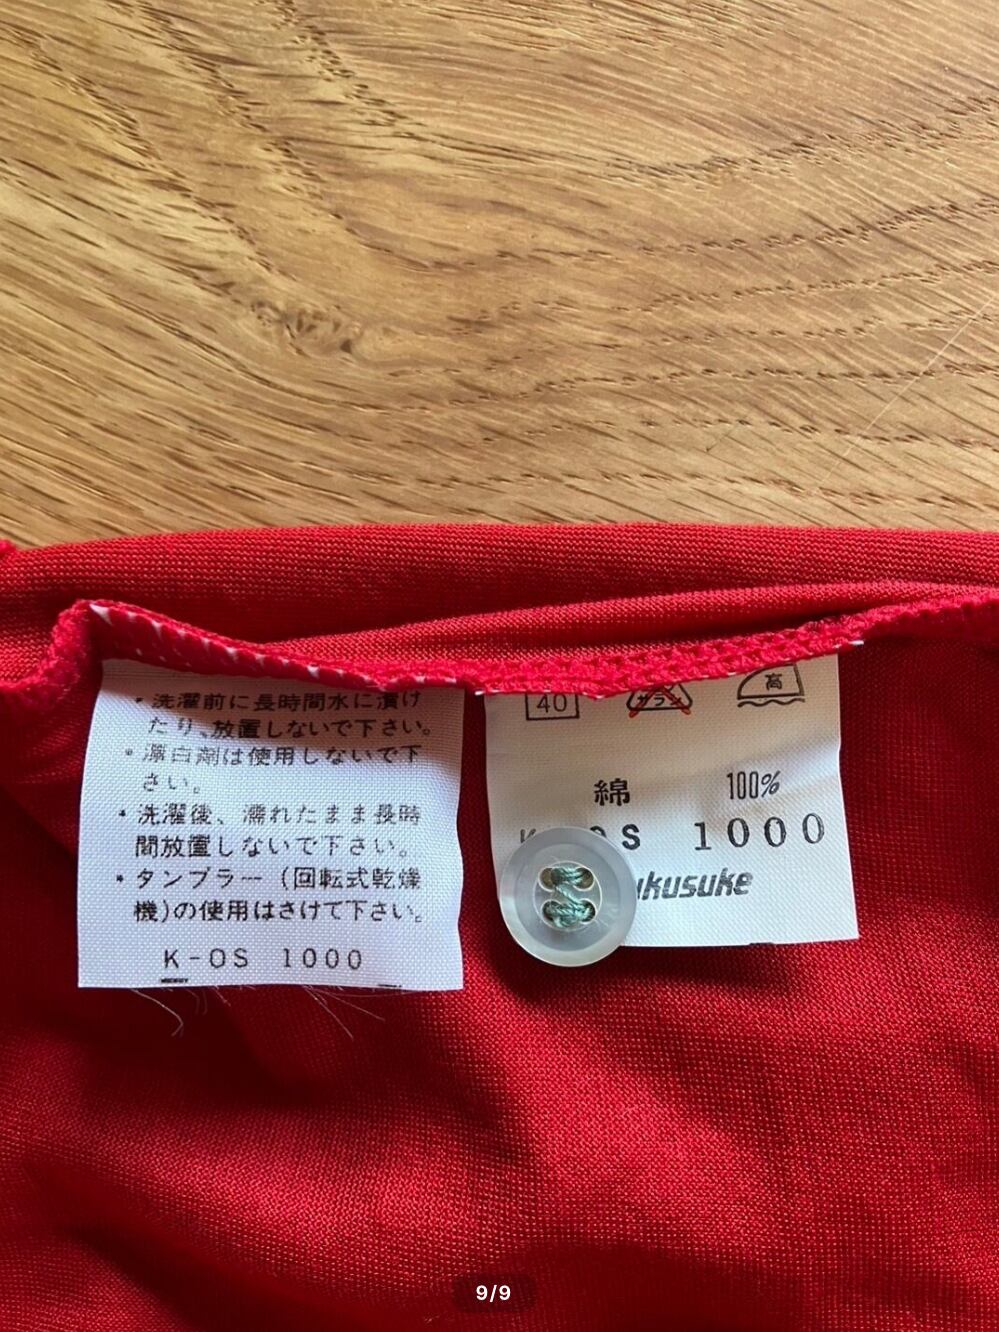 ・洗濯前に長時間水に漬け
たり、放置しないで下さい。
・漂白剤は使用しないで下
さい。
・洗濯後、濡れたまま長時
間放置しないで下さい。
・タンブラー(回転式乾燥
機)の使用はさけて下さい。
K-OS 1000
40
高
綿 100%
1000
ukusuke
9/9